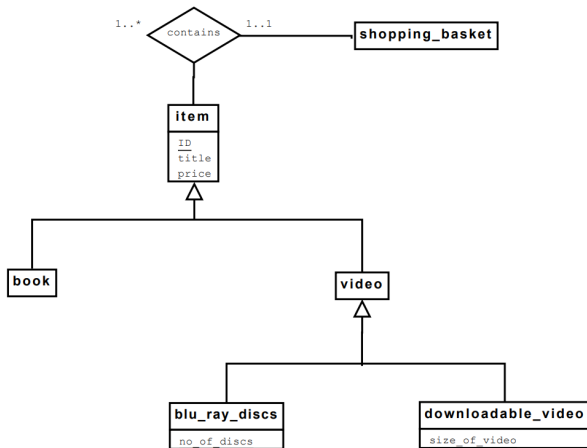 1..*
contains
1..1
shopping_basket
item
ID
title
price
book
video
blu_ray_discs
no_of_discs
downloadable_video
size_of_video